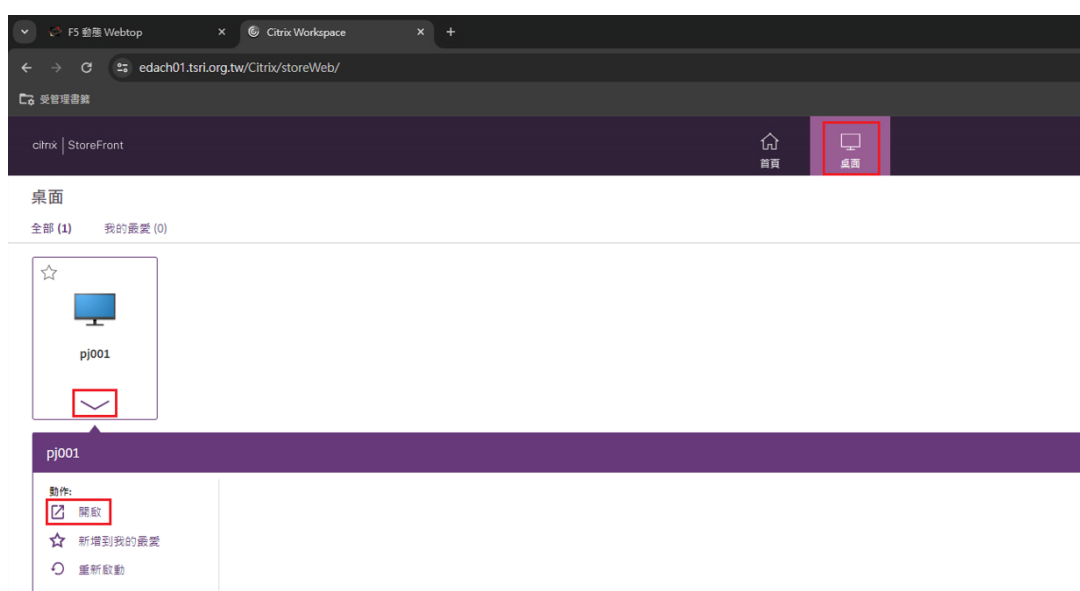 F5 動態 Webtop
Citrix Workspace
edach01.tsri.org.tw/Citrix/storeWeb/
受管理書籤
citrix | StoreFront
首頁
桌面
桌面
全部 (1) 我的最愛 (0)
pj001
pj001
動作:
開啟
新增到我的最愛
重新啟動